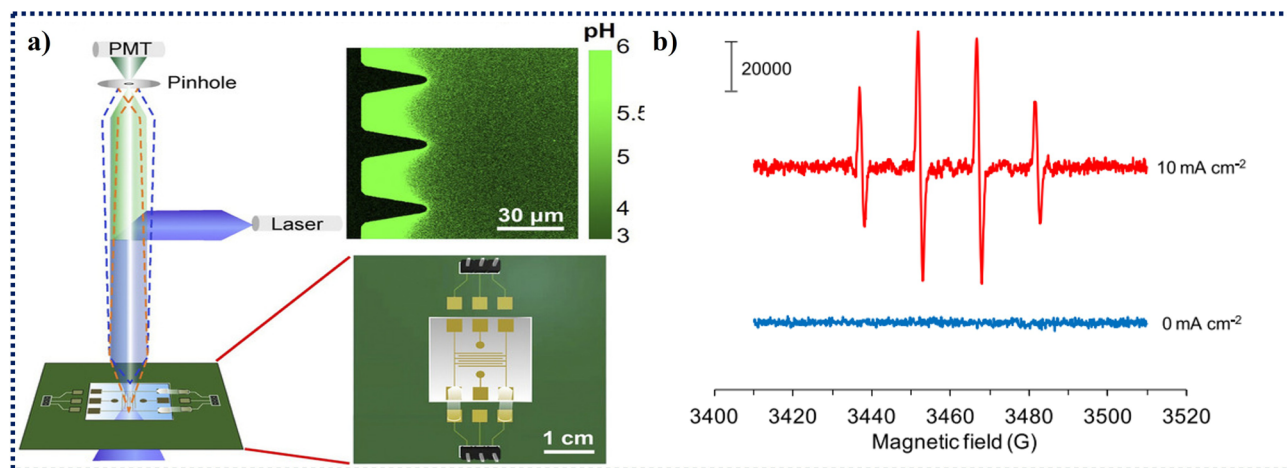 a)
PMT
Pinhole
Laser
pH
6
5.5
5
4
3
30 µm
1 cm
b)
20000
10 mA cm-2
0 mA cm-2
3400 3420 3440 3460 3480 3500 3520
Magnetic field (G)